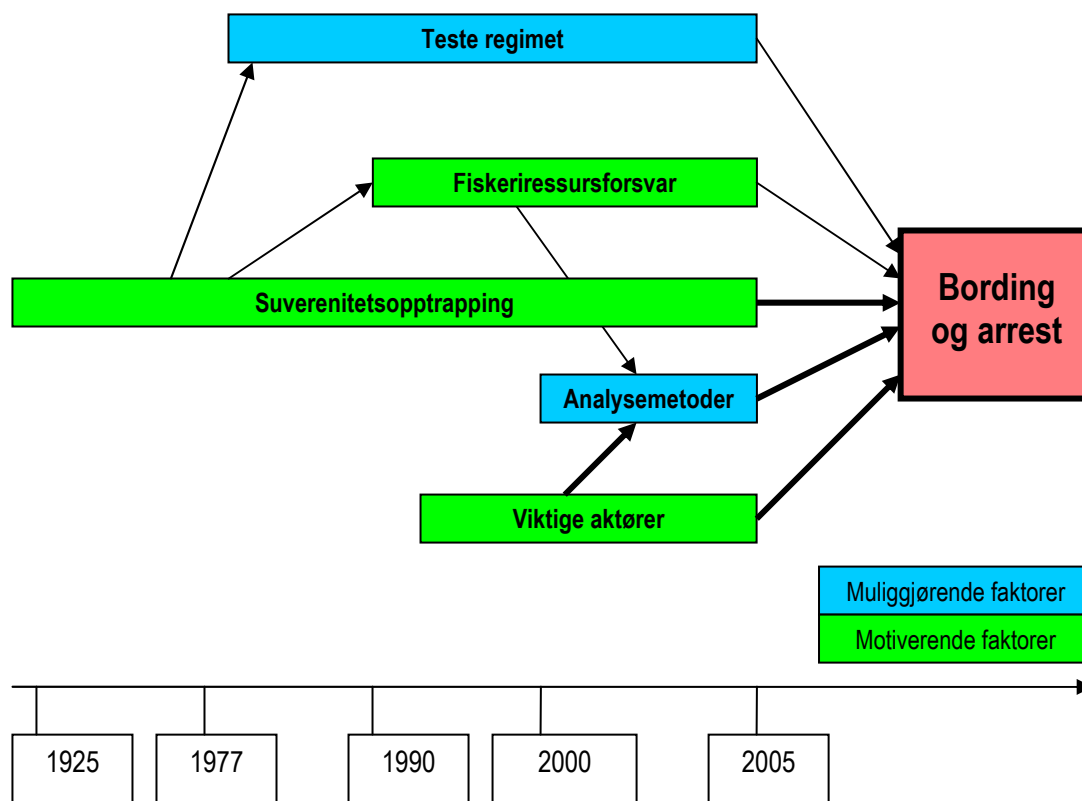 Teste regimet
Fiskeriressursforsvar
Suverenitetsopptrapping
Bording
og arrest
Analysemetoder
Viktige aktører
Muliggjørende faktorer
Motiverende faktorer
1925
1977
1990
2000
2005